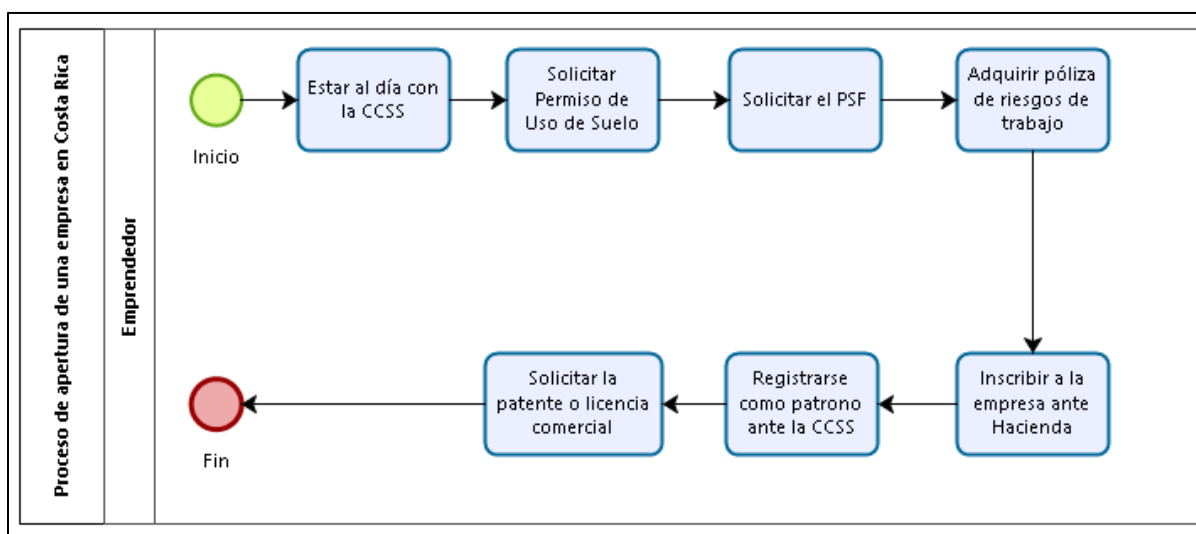 Proceso de apertura de una empresa en Costa Rica
Emprendedor
Inicio
Estar al día con
la CCSS
Solicitar
Permiso de
Uso de Suelo
Solicitar el PSF
Adquirir póliza
de riesgos de
trabajo
Inscribir a la
empresa ante
Hacienda
Registrarse
como patrono
ante la CCSS
Solicitar la
patente o licencia
comercial
Fin